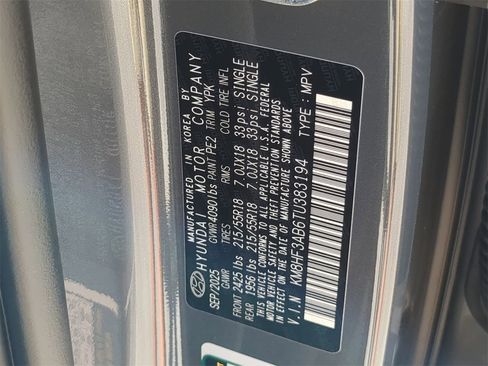 MANUFACTURED IN KOREA BY
HYUNDAI MOTOR COMPANY
SEP/2025 GVWR 4090 lbs PAINT PE2 TRIM YPK
GAWR TIRES RIMS COLD TIRE INFL
FRONT 2425 lbs 215/55R18 7.0JX18 33psi SINGLE
REAR 1956 lbs 215/55R18 7.0JX18 33psi SINGLE
THIS VEHICLE CONFORMS TO ALL APPLICABLE U.S.A. FEDERAL
MOTOR VEHICLE SAFETY AND THEFT PREVENTION STANDARDS
IN EFFECT ON THE DATE OF MANUFACTURE SHOWN ABOVE
V.I.N KM8HF3AB6TU383194 TYPE : MPV